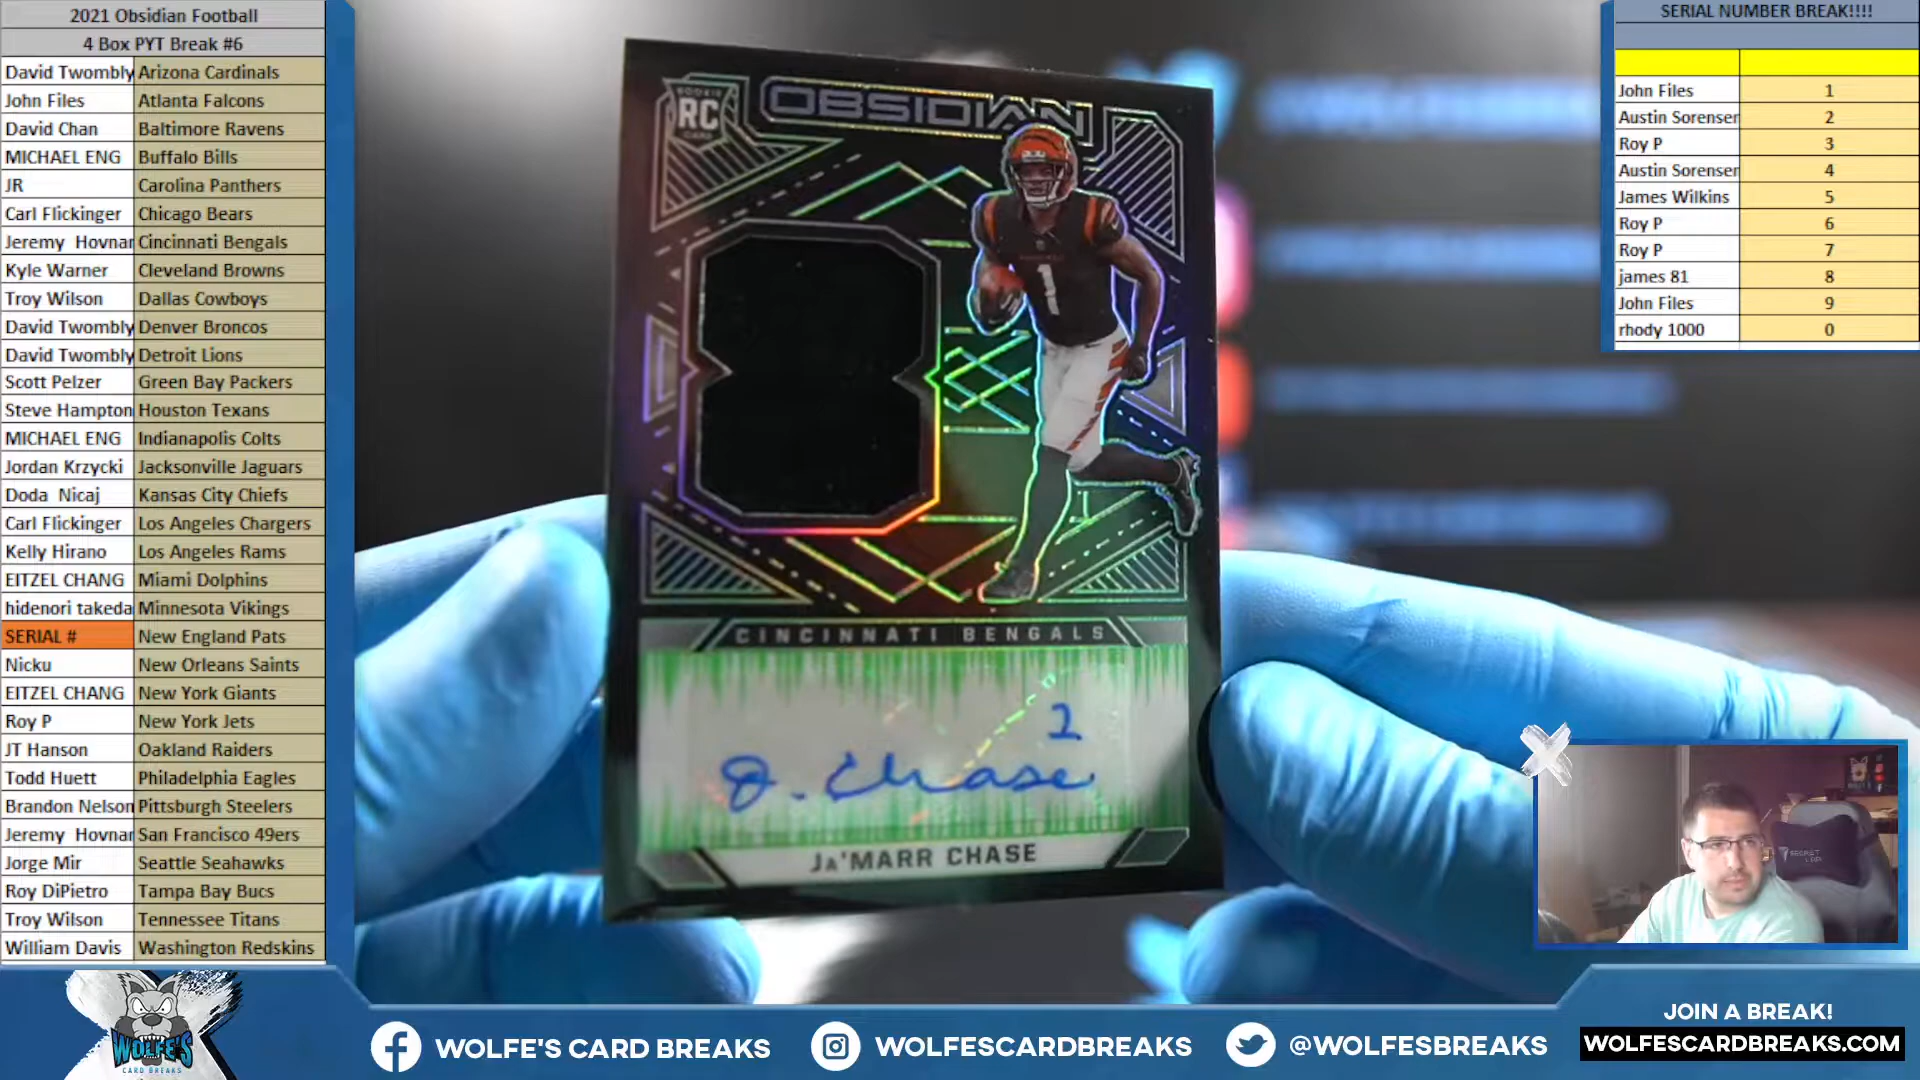 2021 Obsidian Football
4 Box PYT Break #6
David Twombly Arizona Cardinals
John Files Atlanta Falcons
David Chan Baltimore Ravens
MICHAEL ENG Buffalo Bills
JR Carolina Panthers
Carl Flickinger Chicago Bears
Jeremy Hovnar Cincinnati Bengals
Kyle Warner Cleveland Browns
Troy Wilson Dallas Cowboys
David Twombly Denver Broncos
David Twombly Detroit Lions
Scott Pelzer Green Bay Packers
Steve Hampton Houston Texans
MICHAEL ENG Indianapolis Colts
Jordan Krzycki Jacksonville Jaguars
Doda Nicaj Kansas City Chiefs
Carl Flickinger Los Angeles Chargers
Kelly Hirano Los Angeles Rams
EITZEL CHANG Miami Dolphins
hidenori takeda Minnesota Vikings
SERIAL # New England Pats
Nicku New Orleans Saints
EITZEL CHANG New York Giants
Roy P New York Jets
JT Hanson Oakland Raiders
Todd Huett Philadelphia Eagles
Brandon Nelson Pittsburgh Steelers
Jeremy Hovnar San Francisco 49ers
Jorge Mir Seattle Seahawks
Roy DiPietro Tampa Bay Bucs
Troy Wilson Tennessee Titans
William Davis Washington Redskins
ROOKIE
RC
CARD
OBSIDIAN
1
CINCINNATI BENGALS
J. Chase 1
JA'MARR CHASE
SERIAL NUMBER BREAK!!!!
John Files 1
Austin Sorensen 2
Roy P 3
Austin Sorensen 4
James Wilkins 5
Roy P 6
Roy P 7
james 81 8
John Files 9
rhody 1000 0
WOLFE'S
CARD BREAKS
WOLFE'S CARD BREAKS
WOLFESCARDBREAKS
@WOLFESBREAKS
JOIN A BREAK!
WOLFESCARDBREAKS.COM